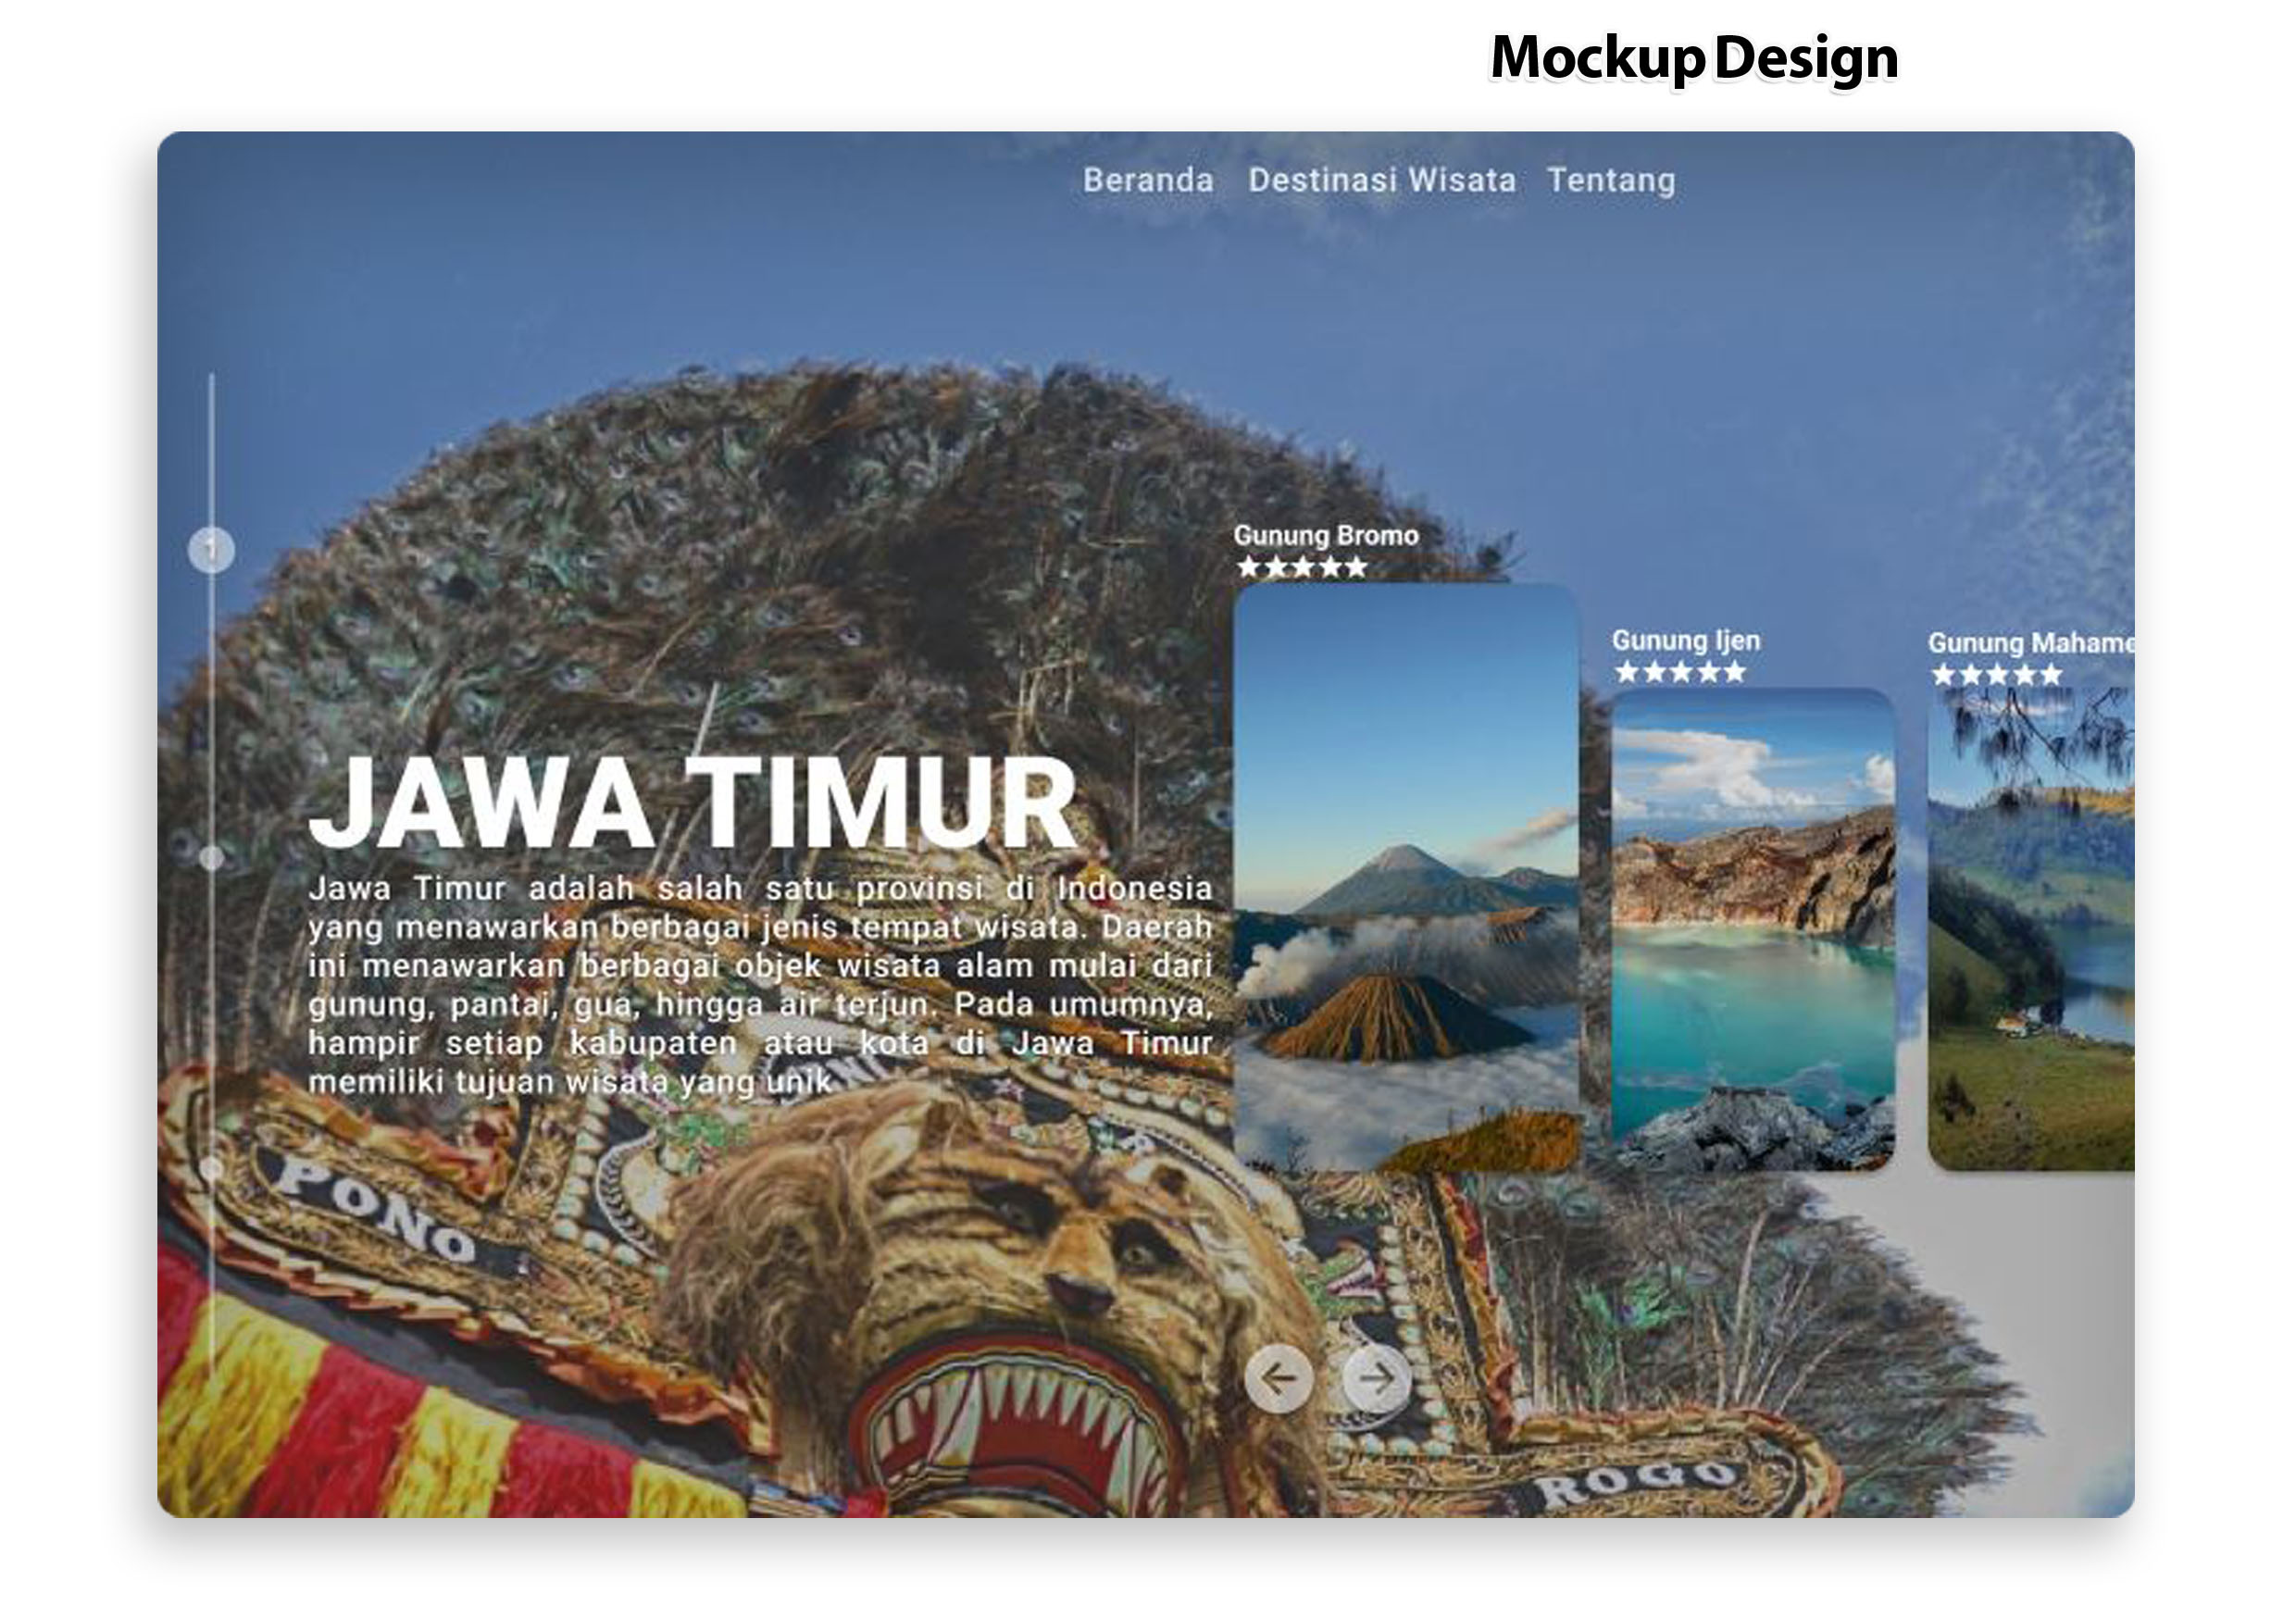 Mockup Design
Beranda Destinasi Wisata Tentang
1
Gunung Bromo
Gunung Ijen
Gunung Mahame
JAWA TIMUR
Jawa Timur adalah salah satu provinsi di Indonesia
yang menawarkan berbagai jenis tempat wisata. Daerah
ini menawarkan berbagai objek wisata alam mulai dari
gunung, pantai, gua, hingga air terjun. Pada umumnya,
hampir setiap kabupaten atau kota di Jawa Timur
memiliki tujuan wisata yang unik
PONO
ROGO